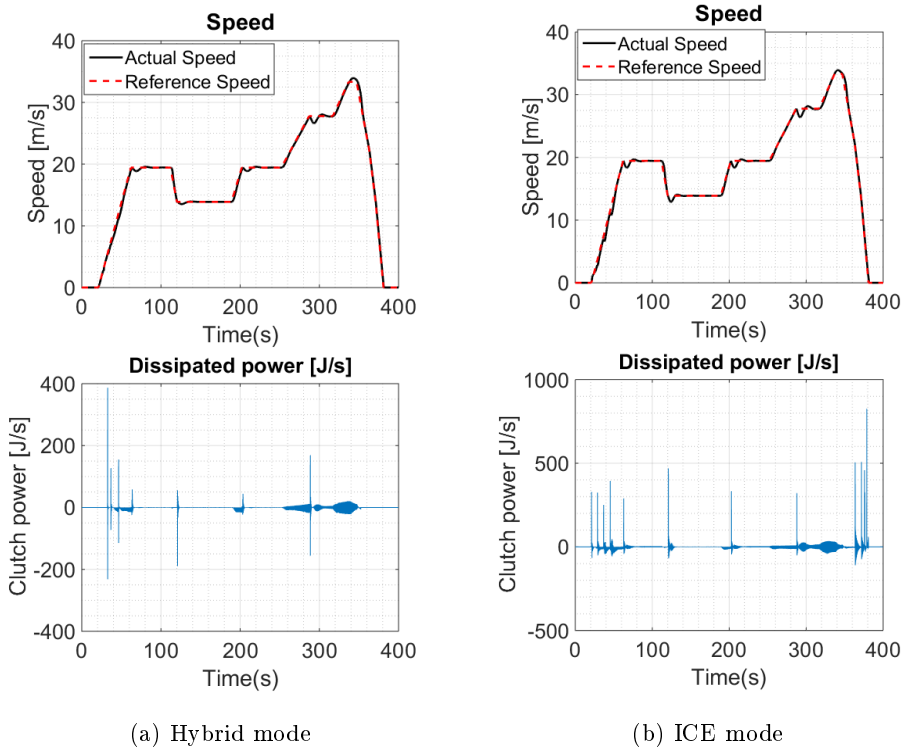 Speed
40
30
20
10
0
Speed [m/s]
Actual Speed
Reference Speed
0 100 200 300 400
Time(s)
Dissipated power [J/s]
400
200
0
-200
-400
Clutch power [J/s]
0 100 200 300 400
Time(s)
(a) Hybrid mode
Speed
40
30
20
10
0
Speed [m/s]
Actual Speed
Reference Speed
0 100 200 300 400
Time(s)
Dissipated power [J/s]
1000
500
0
-500
Clutch power [J/s]
0 100 200 300 400
Time(s)
(b) ICE mode